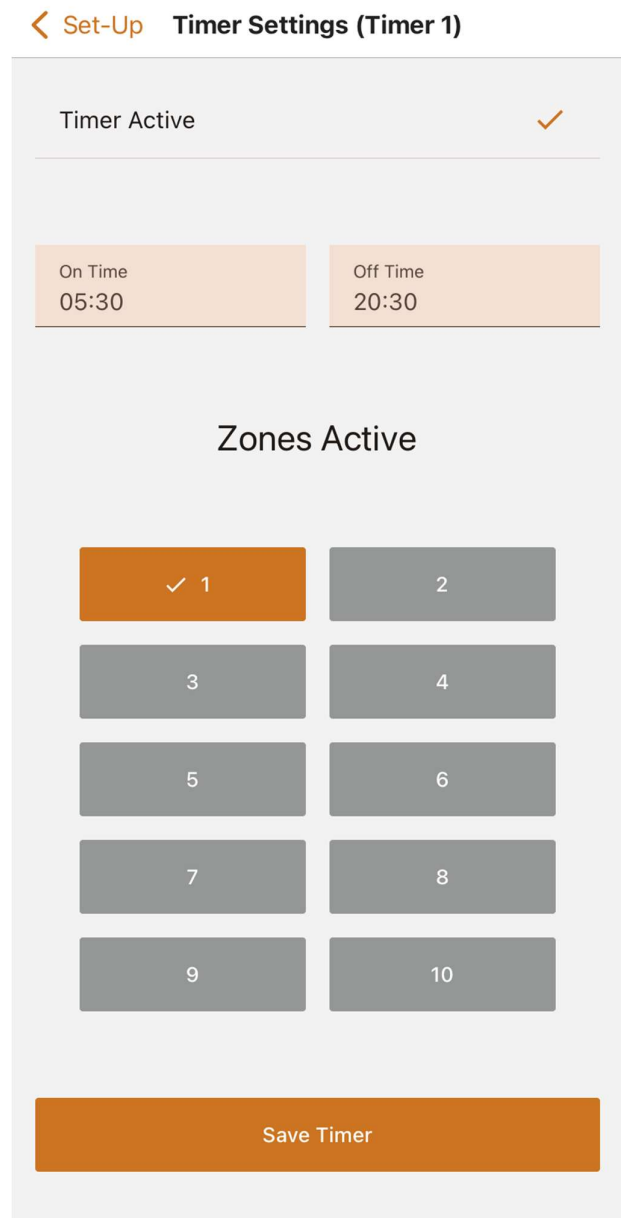 Set-Up Timer Settings (Timer 1)
Timer Active
On Time Off Time
05:30 20:30
Zones Active
1 2
3 4
5 6
7 8
9 10
Save Timer